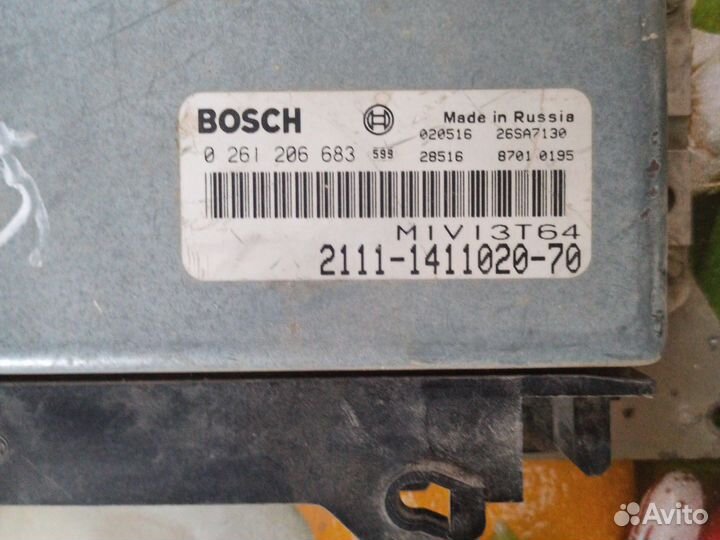 BOSCH
Made in Russia
020516 26SA7130
0 261 206 683 599
28516 8701 0195
M1V13T64
2111-1411020-70
Avito